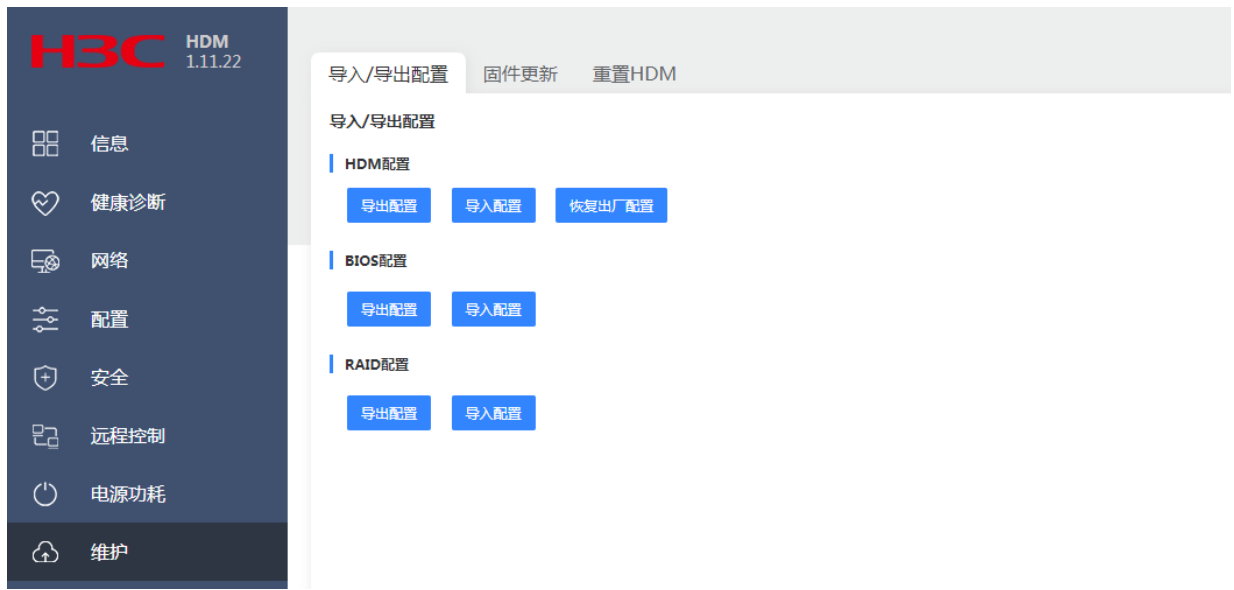 H3C HDM
1.11.22
信息
健康诊断
网络
配置
安全
远程控制
电源功耗
维护
导入/导出配置 固件更新 重置HDM
导入/导出配置
HDM配置
导出配置 导入配置 恢复出厂配置
BIOS配置
导出配置 导入配置
RAID配置
导出配置 导入配置